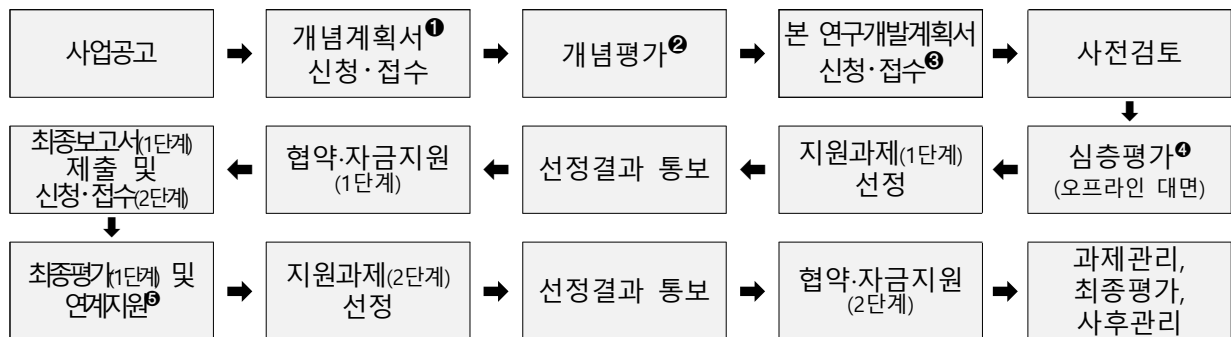 사업공고
개념계획서❶
신청·접수
개념평가❷
본 연구개발계획서
신청·접수❸
사전검토
심층평가❹
(오프라인 대면)
지원과제(1단계)
선정
선정결과 통보
협약·자금지원
(1단계)
최종보고서(1단계)
제출 및
신청·접수(2단계)
최종평가(1단계) 및
연계지원❺
지원과제(2단계)
선정
선정결과 통보
협약·자금지원
(2단계)
과제관리,
최종평가,
사후관리